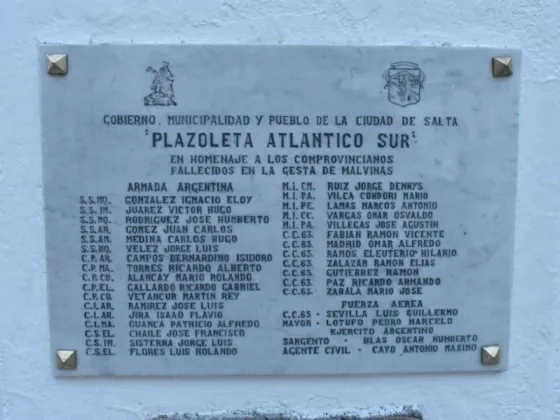 GOBIERNO, MUNICIPALIDAD Y PUEBLO DE LA CIUDAD DE SALTA
"PLAZOLETA ATLANTICO SUR"
EN HOMENAJE A LOS COMPROVINCIANOS
FALLECIDOS EN LA GESTA DE MALVINAS
ARMADA ARGENTINA
S.S.MQ. GONZALEZ IGNACIO ELOY
S.S.IM. JUAREZ VICTOR HUGO
S.S.MQ. RODRIGUEZ JOSE HUMBERTO
S.S.AR. GOMEZ JUAN CARLOS
S.S.AM. MEDINA CARLOS HUGO
S.S.MQ. VELEZ JORGE LUIS
C.P.AR. CAMPOS BERNARDINO ISIDORO
C.P.MA. TORRES RICARDO ALBERTO
C.P.CO. ALANCAY MARIO ROLANDO
C.P.EL. GALLARDO RICARDO GABRIEL
C.P.CO. VETANCUR MARTIN REY
C.I.AR. RAMIREZ JOSE LUIS
C.I.AR. JIRA ISAAO FLAVIO
C.I.MA. GUANCA PATRICIO ALFREDO
C.S.EL. CHAILE JOSE FRANCISCO
C.S.IM. SISTERNA JORGE LUIS
C.S.EL. FLORES LUIS ROLANDO
M.I.CM. RUIZ JORGE DENNYS
M.I.PA. VILCA CONDORI MARIO
M.I.PE. LAMAS MARCOS ANTONIO
M.I.CC. VARGAS OMAR OSVALDO
M.I.PA. VILLEGAS JOSE AGUSTIN
C.C.63. FABIAN RAMON VICENTE
C.C.63. MADRID OMAR ALFREDO
C.C.63. RAMOS ELEUTERIO HILARIO
C.C.63. ZALAZAR RAMON ELIAS
C.C.63. GUTIERREZ RAMON
C.C.63. PAZ RICARDO ARMANDO
C.C.63. ZABALA MARIO JOSE
FUERZA AEREA
C.C.63 - SEVILLA LUIS GUILLERMO
MAYOR - LOTUFO PEDRO MARCELO
EJERCITO ARGENTINO
SARGENTO - BLAS OSCAR HUMBERTO
AGENTE CIVIL - CAYO ANTONIO MAXIMO